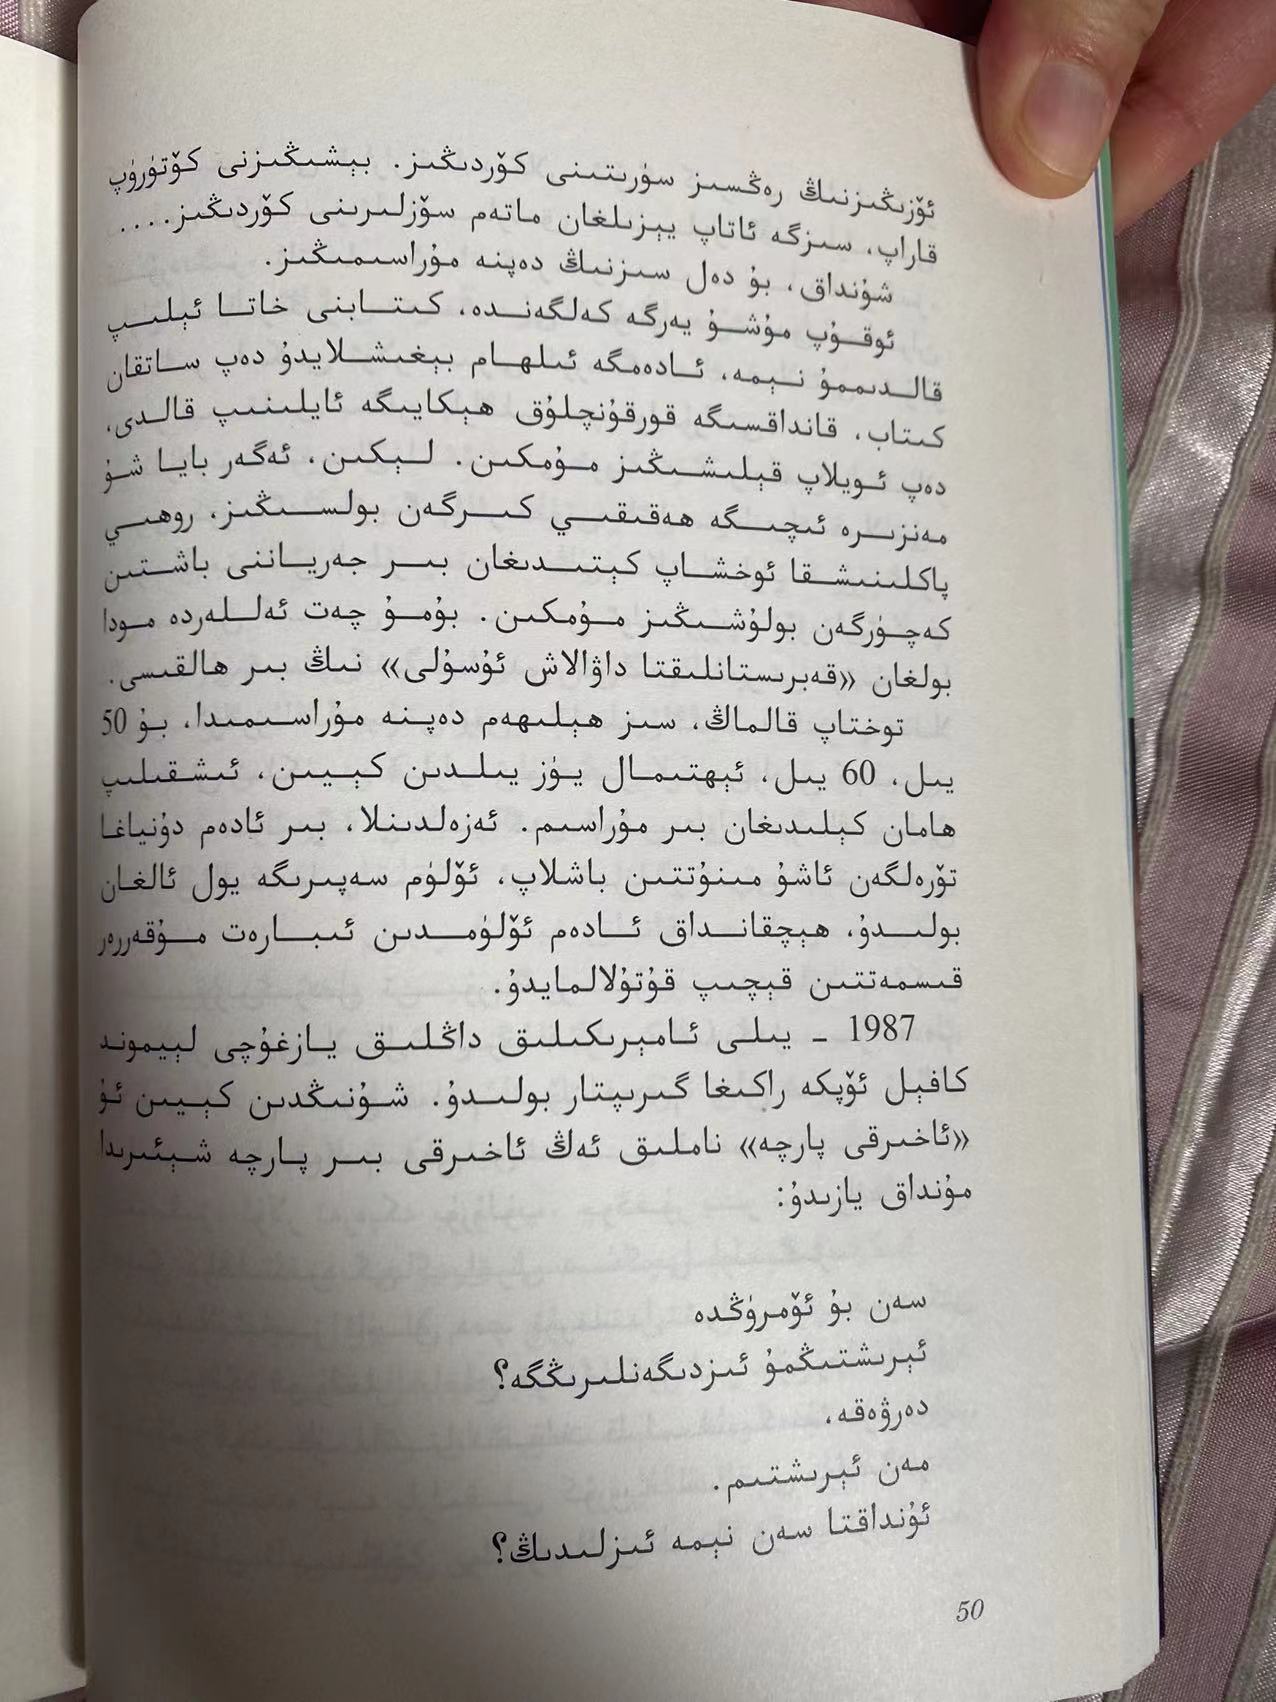 ئۆزىڭىزنىڭ رەڭسىز سۈرىتىنى كۆردىڭىز. بېشىڭىزنى كۆتۈرۈپ
قاراپ، سىزگە ئاتاپ يېزىلغان ماتەم سۆزلىرىنى كۆردىڭىز....
شۇنداق، بۇ دەل سىزنىڭ دەپنە مۇراسىمىڭىز.
ئوقۇپ مۇشۇ يەرگە كەلگەندە، كىتابنى خاتا ئېلىپ
قالدىممۇ نېمە، ئادەمگە ئىلھام بېغىشلايدۇ دەپ ساتقان
كىتاب، قانداقسىگە قورقۇنچلۇق ھېكايىگە ئايلىنىپ قالدى،
دەپ ئويلاپ قېلىشىڭىز مۇمكىن. لېكىن، ئەگەر بايا شۇ
مەنزىرە ئىچىگە ھەقىقىي كىرگەن بولسىڭىز، روھىي
پاكلىنىشقا ئوخشاپ كېتىدىغان بىر جەرياننى باشتىن
كەچۈرگەن بولۇشىڭىز مۇمكىن. بۇمۇ چەت ئەللەردە مودا
بولغان «قەبرىستانلىقتا داۋالاش ئۇسۇلى» نىڭ بىر ھالقىسى.
توختاپ قالماڭ، سىز ھېلىھەم دەپنە مۇراسىمىدا، بۇ 50
يىل، 60 يىل، ئېھتىمال يۈز يىلدىن كېيىن، ئىشقىلىپ
ھامان كېلىدىغان بىر مۇراسىم. ئەزەلدىنلا، بىر ئادەم دۇنياغا
تۆرەلگەن ئاشۇ مىنۇتتىن باشلاپ، ئۆلۈم سەپىرىگە يول ئالغان
بولىدۇ، ھېچقانداق ئادەم ئۆلۈمدىن ئىبارەت مۇقەررەر
قىسمەتتىن قېچىپ قۇتۇلالمايدۇ.
1987 ـ يىلى ئامېرىكىلىق داڭلىق يازغۇچى لېيموند
كافېل ئۆپكە راكىغا گىرىپتار بولىدۇ. شۇنىڭدىن كېيىن ئۇ
«ئاخىرقى پارچە» ناملىق ئەڭ ئاخىرقى بىر پارچە شېئىرىدا
مۇنداق يازىدۇ:
سەن بۇ ئۆمرۈڭدە
ئېرىشتىڭمۇ ئىزدىگەنلىرىڭگە؟
دەرۋەقە،
مەن ئېرىشتىم.
ئۇنداقتا سەن نېمە ئىزلىدىڭ؟
50